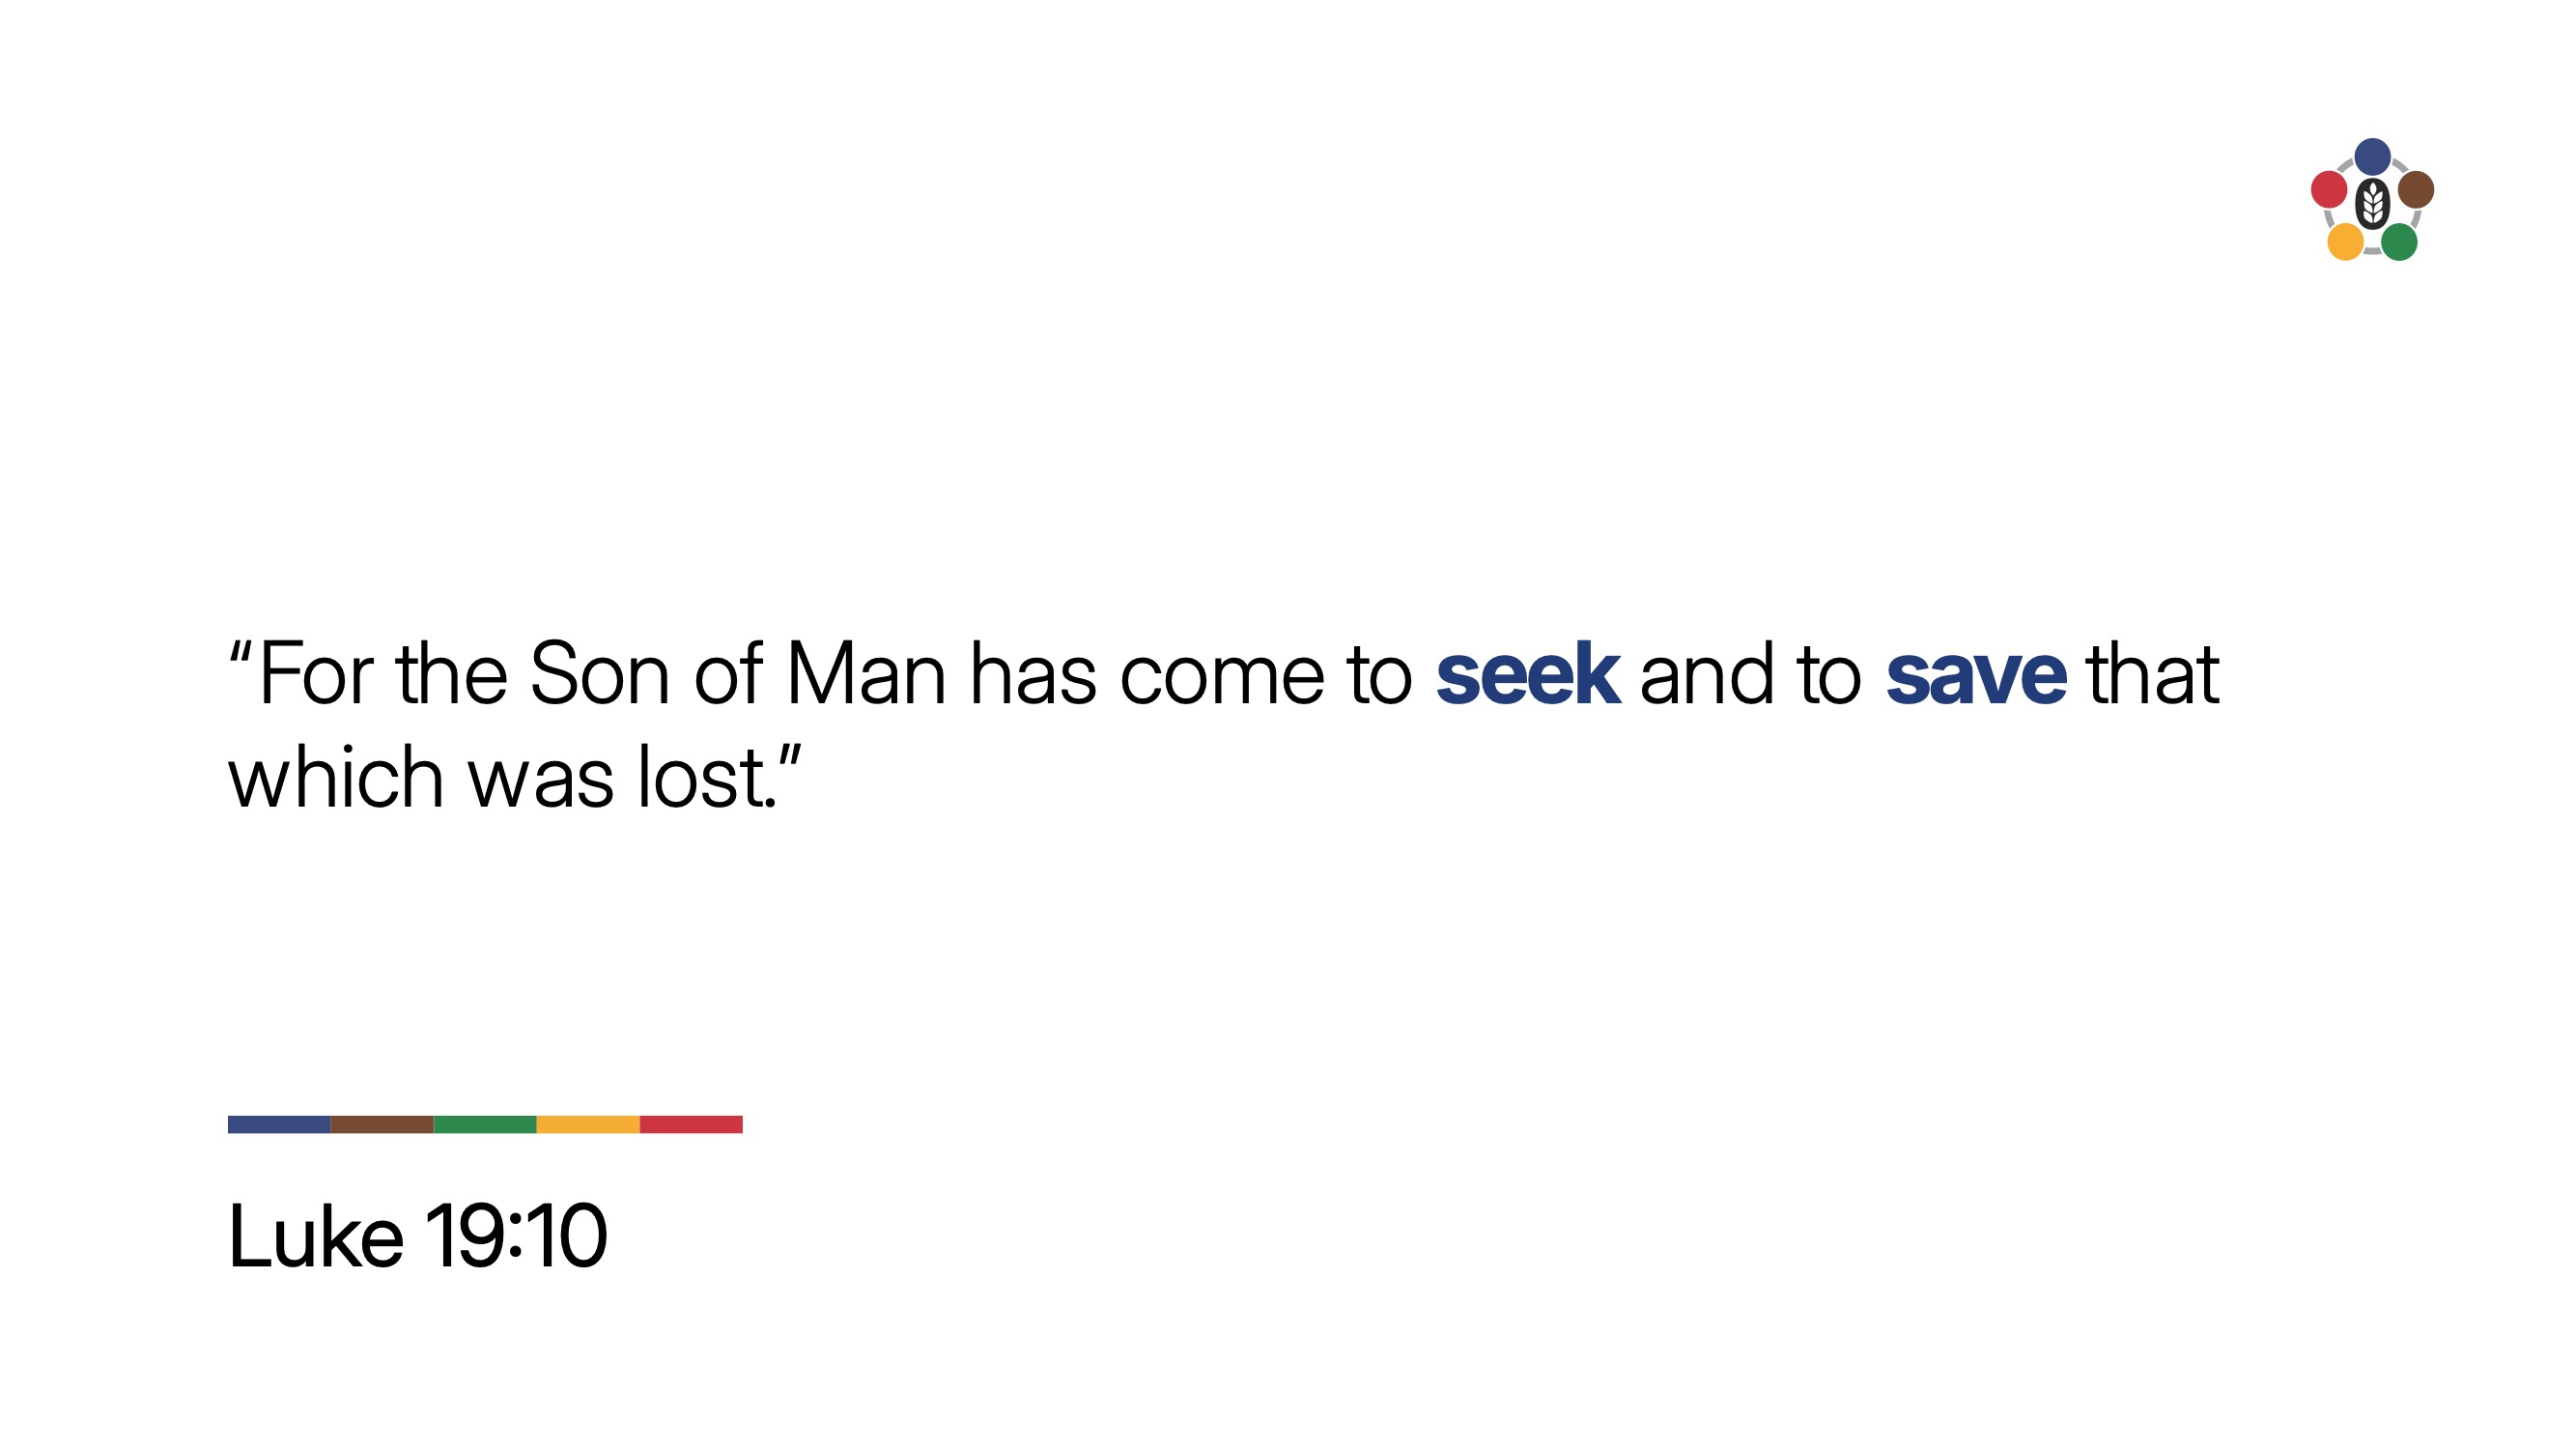 “For the Son of Man has come to seek and to save that
which was lost.”
Luke 19:10